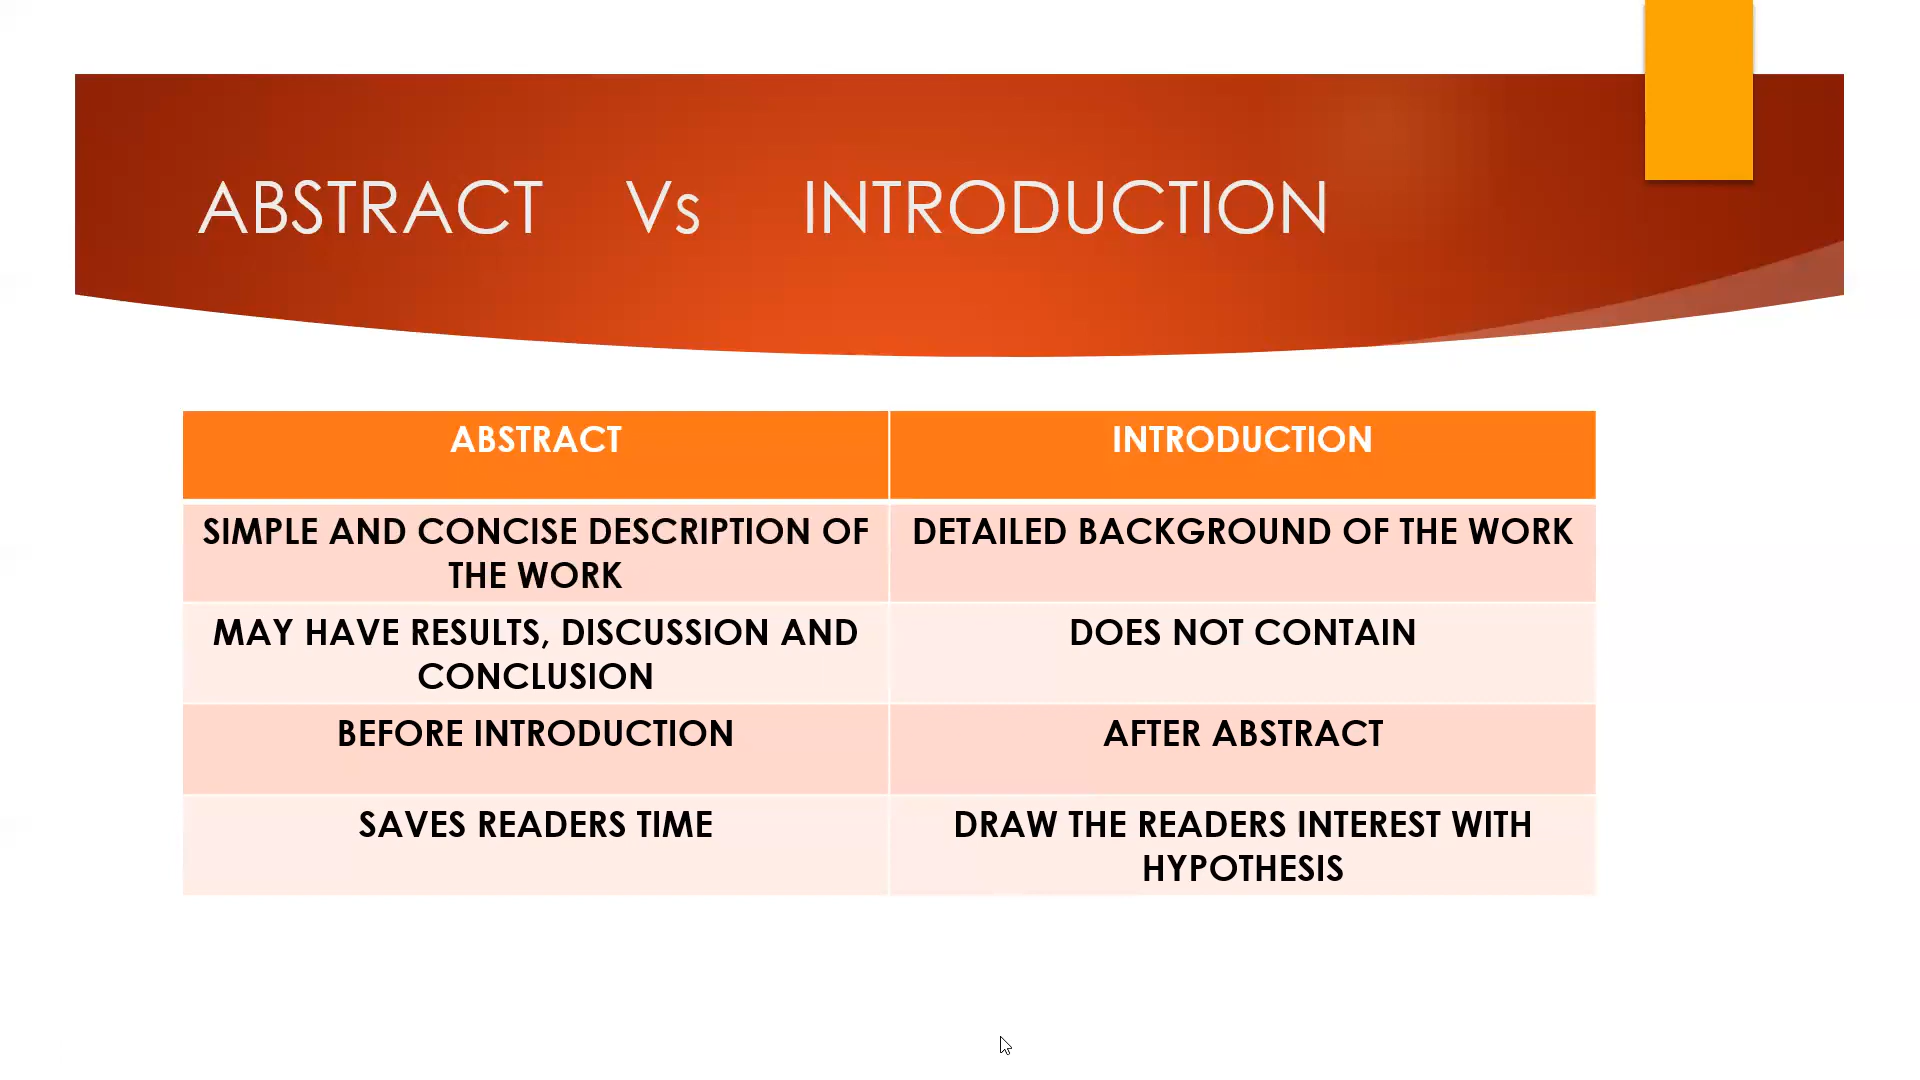 ABSTRACT Vs INTRODUCTION
ABSTRACT
INTRODUCTION
SIMPLE AND CONCISE DESCRIPTION OF
THE WORK
DETAILED BACKGROUND OF THE WORK
MAY HAVE RESULTS, DISCUSSION AND
CONCLUSION
DOES NOT CONTAIN
BEFORE INTRODUCTION
AFTER ABSTRACT
SAVES READERS TIME
DRAW THE READERS INTEREST WITH
HYPOTHESIS